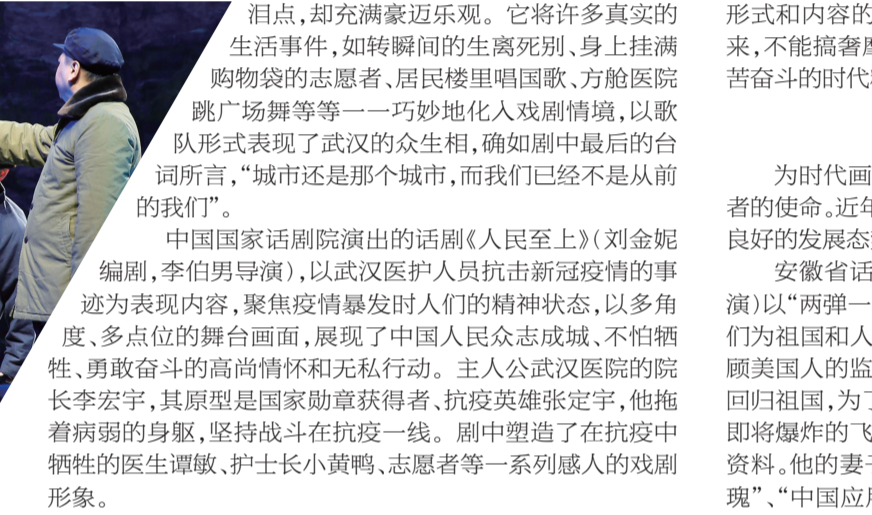 泪点，却充满豪迈乐观。它将许多真实的
生活事件，如转瞬间的生离死别、身上挂满
购物袋的志愿者、居民楼里唱国歌、方舱医院
跳广场舞等等一一巧妙地化入戏剧情境，以歌
队形式表现了武汉的众生相，确如剧中最后的台
词所言，“城市还是那个城市，而我们已经不是从前
的我们”。
中国国家话剧院演出的话剧《人民至上》（刘金妮
编剧，李伯男导演），以武汉医护人员抗击新冠疫情的事
迹为表现内容，聚焦疫情暴发时人们的精神状态，以多角
度、多点位的舞台画面，展现了中国人民众志成城、不怕牺
牲、勇敢奋斗的高尚情怀和无私行动。主人公武汉医院的院
长李宏宇，其原型是国家勋章获得者、抗疫英雄张定宇，他拖
着病弱的身躯，坚持战斗在抗疫一线。剧中塑造了在抗疫中
牺牲的医生谭敏、护士长小黄鸭、志愿者等一系列感人的戏剧
形象。
形式和内容的
来，不能搞奢
苦奋斗的时代
为时代画
者的使命。近年
良好的发展态
安徽省话
演）以“两弹一
们为祖国和人
顾美国人的监
回归祖国，为了
即将爆炸的飞
资料。他的妻子
瑰”、“中国应用